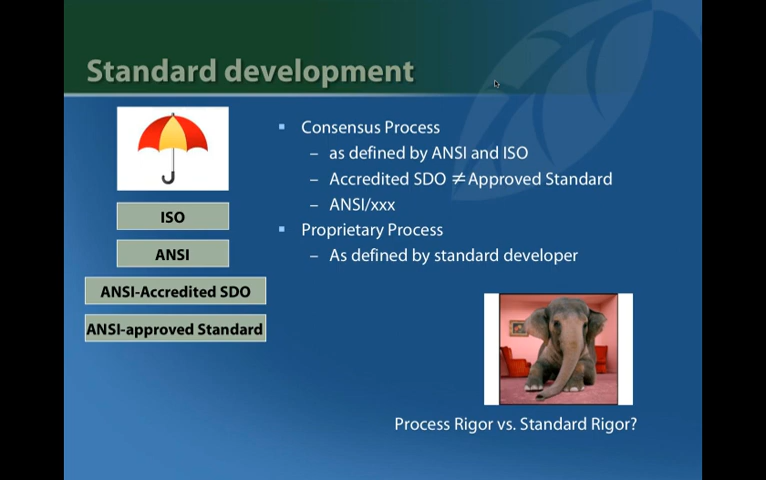 Standard development
ISO
ANSI
ANSI-Accredited SDO
ANSI-approved Standard
Consensus Process
– as defined by ANSI and ISO
– Accredited SDO ≠ Approved Standard
– ANSI/xxx
Proprietary Process
– As defined by standard developer
Process Rigor vs. Standard Rigor?